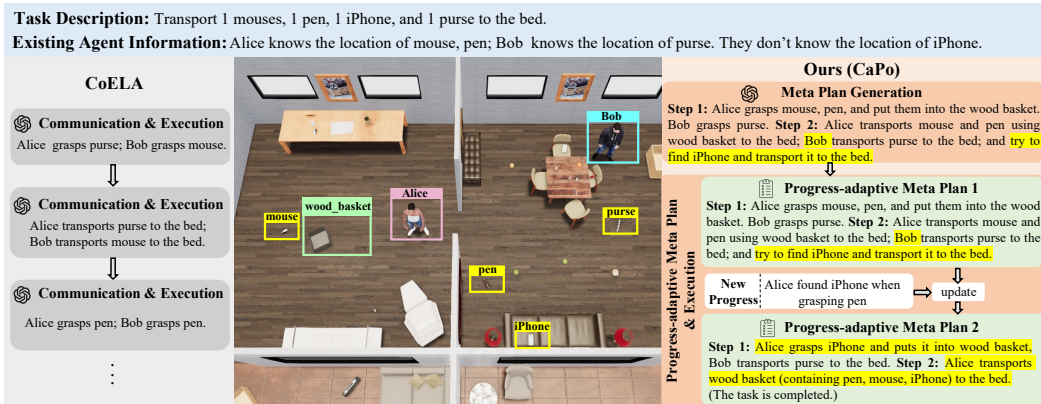 Task Description: Transport 1 mouses, 1 pen, 1 iPhone, and 1 purse to the bed.
Existing Agent Information: Alice knows the location of mouse, pen; Bob knows the location of purse. They don't know the location of iPhone.
CoELA
Communication & Execution
Alice grasps purse; Bob grasps mouse.
Communication & Execution
Alice transports purse to the bed;
Bob transports mouse to the bed.
Communication & Execution
Alice grasps pen; Bob grasps pen.
Bob
Alice
wood_basket
mouse
purse
pen
iPhone
Ours (CaPo)
Meta Plan Generation
Step 1: Alice grasps mouse, pen, and put them into the wood basket.
Bob grasps purse. Step 2: Alice transports mouse and pen using
wood basket to the bed; Bob transports purse to the bed; and try to
find iPhone and transport it to the bed.
Progress-adaptive Meta Plan
& Execution
Progress-adaptive Meta Plan 1
Step 1: Alice grasps mouse, pen, and put them into the wood
basket. Bob grasps purse. Step 2: Alice transports mouse and
pen using wood basket to the bed; Bob transports purse to the
bed; and try to find iPhone and transport it to the bed.
New
Progress
Alice found iPhone when
grasping pen
update
Progress-adaptive Meta Plan 2
Step 1: Alice grasps iPhone and puts it into wood basket,
Bob transports purse to the bed. Step 2: Alice transports
wood basket (containing pen, mouse, iPhone) to the bed.
(The task is completed.)